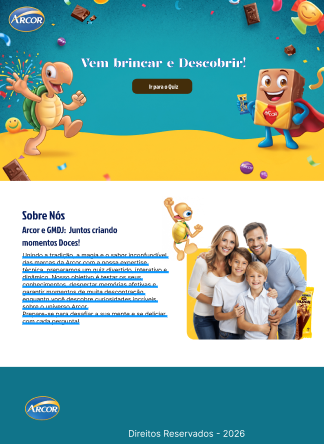 ARCOR
Vem brincar e Descobrir!
Ir para o Quiz
Sobre Nós
Arcor e GMDJ: Juntos criando
momentos Doces!
Unindo a tradição, a magia e o sabor inconfundível
das marcas da Arcor com a nossa expertise
técnica, preparamos um quiz divertido, interativo e
dinâmico. Nosso objetivo é testar os seus
conhecimentos, despertar memórias afetivas e
garantir momentos de muita descontração,
enquanto você descobre curiosidades incríveis
sobre o universo Arcor.
Prepare-se para desafiar a sua mente e se deliciar
com cada pergunta!
ARCOR
Direitos Reservados - 2026